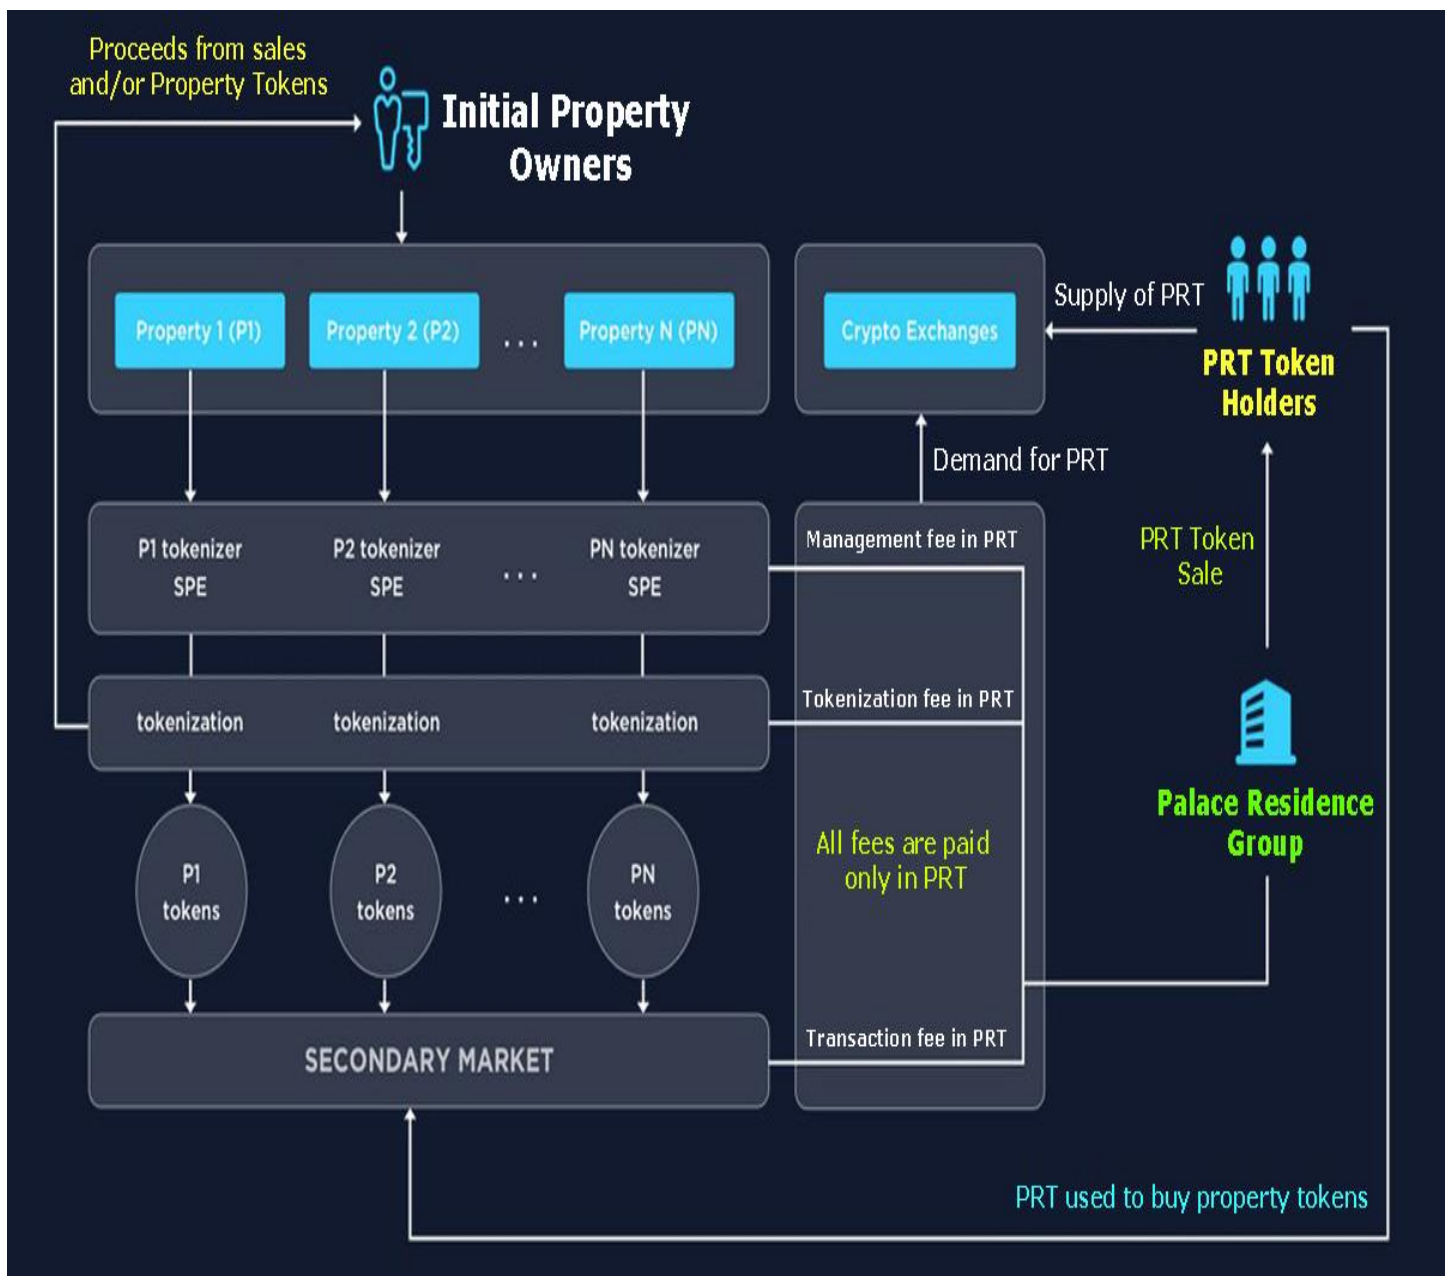 Proceeds from sales
and/or Property Tokens
Initial Property
Owners
Property 1 (P1)
Property 2 (P2)
...
Property N (PN)
Crypto Exchanges
Supply of PRT
PRT Token
Holders
Demand for PRT
P1 tokenizer
SPE
P2 tokenizer
SPE
...
PN tokenizer
SPE
Management fee in PRT
PRT Token
Sale
tokenization
tokenization
tokenization
Tokenization fee in PRT
Palace Residence
Group
P1
tokens
P2
tokens
...
PN
tokens
All fees are paid
only in PRT
SECONDARY MARKET
Transaction fee in PRT
PRT used to buy property tokens